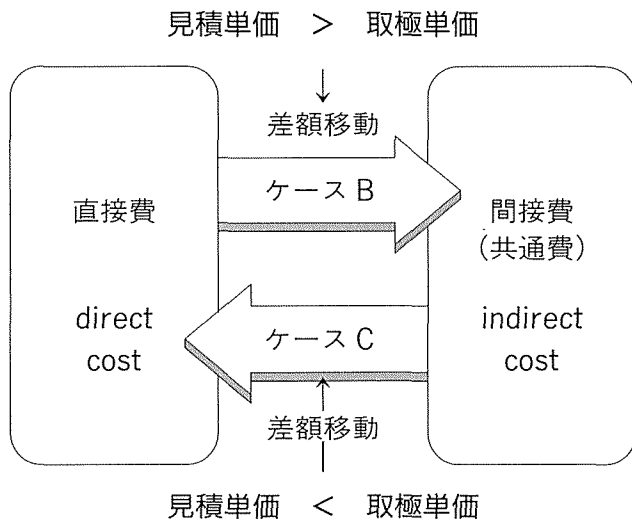 見積単価 > 取極単価
差額移動
ケース B
直接費
間接費
(共通費)
direct
cost
ケース C
indirect
cost
差額移動
見積単価 < 取極単価